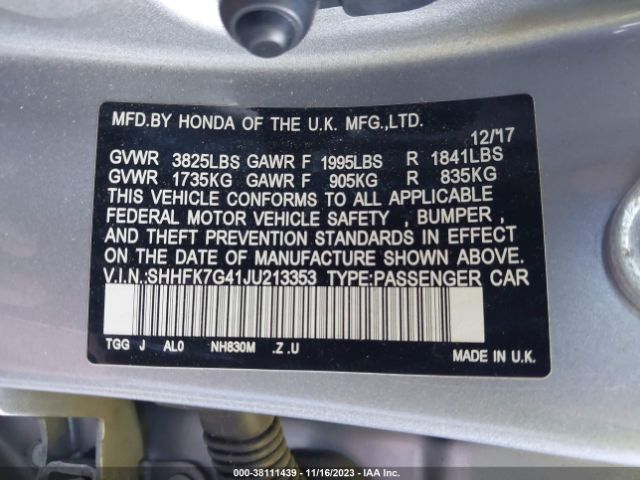 MFD.BY HONDA OF THE U.K. MFG.,LTD.
12/17
GVWR 3825LBS GAWR F 1995LBS R 1841LBS
GVWR 1735KG GAWR F 905KG R 835KG
THIS VEHICLE CONFORMS TO ALL APPLICABLE
FEDERAL MOTOR VEHICLE SAFETY , BUMPER ,
AND THEFT PREVENTION STANDARDS IN EFFECT
ON THE DATE OF MANUFACTURE SHOWN ABOVE.
V.I.N.:SHHFK7G41JU213353 TYPE:PASSENGER CAR
TGG J AL0 NH830M .Z .U
MADE IN U.K.
000-38111439 - 11/16/2023 - IAA Inc.